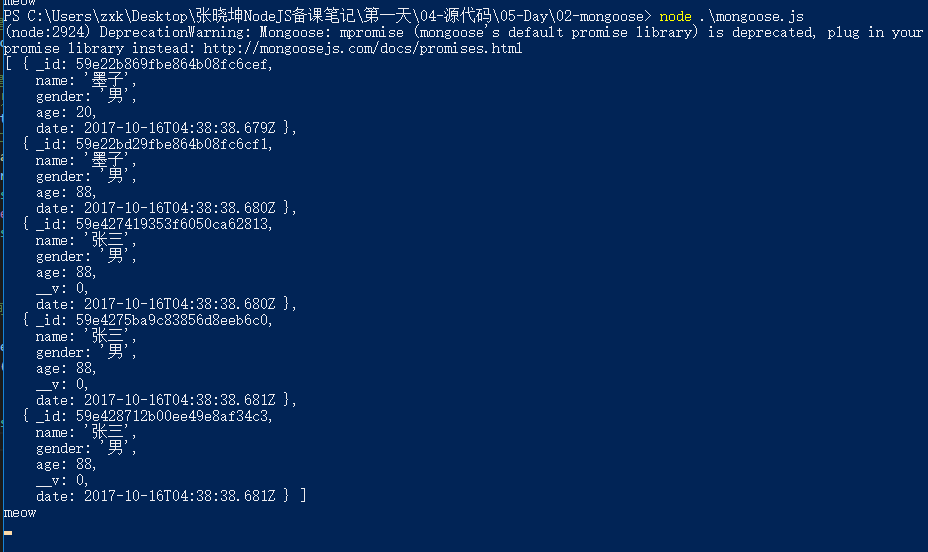 meow
PS C:\Users\zxk\Desktop\张晓坤NodeJS备课笔记\第一天\04-源代码\05-Day\02-mongoose> node .\mongoose.js
(node:2924) DeprecationWarning: Mongoose: mpromise (mongoose's default promise library) is deprecated, plug in your
promise library instead: http://mongoosejs.com/docs/promises.html
[ { _id: 59e22b869fbe864b08fc6cef,
    name: '墨子',
    gender: '男',
    age: 20,
    date: 2017-10-16T04:38:38.679Z },
  { _id: 59e22bd29fbe864b08fc6cf1,
    name: '墨子',
    gender: '男',
    age: 88,
    date: 2017-10-16T04:38:38.680Z },
  { _id: 59e427419353f6050ca62813,
    name: '张三',
    gender: '男',
    age: 88,
    __v: 0,
    date: 2017-10-16T04:38:38.680Z },
  { _id: 59e4275ba9c83856d8eeb6c0,
    name: '张三',
    gender: '男',
    age: 88,
    __v: 0,
    date: 2017-10-16T04:38:38.681Z },
  { _id: 59e428712b00ee49e8af34c3,
    name: '张三',
    gender: '男',
    age: 88,
    __v: 0,
    date: 2017-10-16T04:38:38.681Z } ]
meow